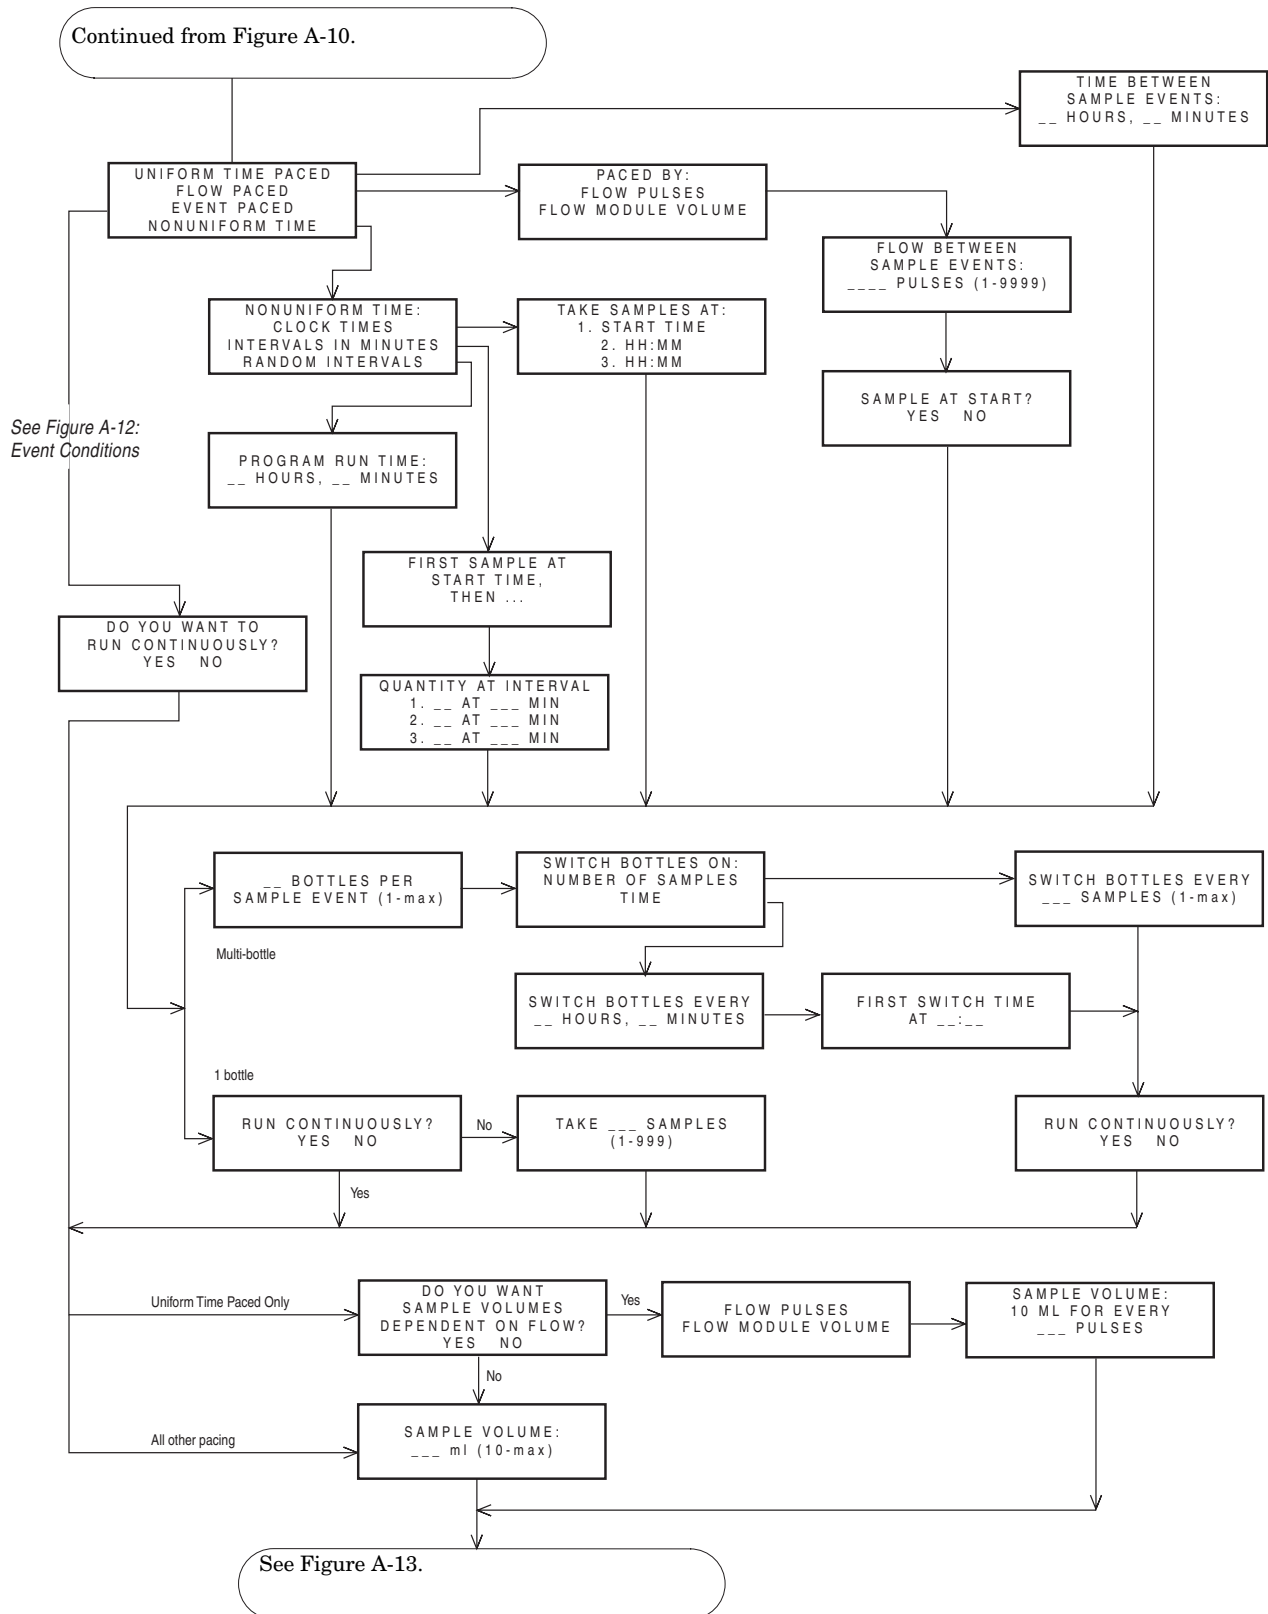 Continued from Figure A-10.
TIME BETWEEN
SAMPLE EVENTS:
__ HOURS, __ MINUTES
UNIFORM TIME PACED
FLOW PACED
EVENT PACED
NONUNIFORM TIME
PACED BY:
FLOW PULSES
FLOW MODULE VOLUME
FLOW BETWEEN
SAMPLE EVENTS:
____ PULSES (1-9999)
NONUNIFORM TIME:
CLOCK TIMES
INTERVALS IN MINUTES
RANDOM INTERVALS
TAKE SAMPLES AT:
1. START TIME
2. HH:MM
3. HH:MM
SAMPLE AT START?
YES NO
See Figure A-12:
Event Conditions
PROGRAM RUN TIME:
__ HOURS, __ MINUTES
FIRST SAMPLE AT
START TIME,
THEN ...
DO YOU WANT TO
RUN CONTINUOUSLY?
YES NO
QUANTITY AT INTERVAL
1. __ AT ___ MIN
2. __ AT ___ MIN
3. __ AT ___ MIN
__ BOTTLES PER
SAMPLE EVENT (1-max)
SWITCH BOTTLES ON:
NUMBER OF SAMPLES
TIME
SWITCH BOTTLES EVERY
___ SAMPLES (1-max)
Multi-bottle
SWITCH BOTTLES EVERY
__ HOURS, __ MINUTES
FIRST SWITCH TIME
AT __:__
1 bottle
RUN CONTINUOUSLY?
YES NO
No
TAKE ___ SAMPLES
(1-999)
RUN CONTINUOUSLY?
YES NO
Yes
Uniform Time Paced Only
DO YOU WANT
SAMPLE VOLUMES
DEPENDENT ON FLOW?
YES NO
Yes
FLOW PULSES
FLOW MODULE VOLUME
SAMPLE VOLUME:
10 ML FOR EVERY
___ PULSES
No
All other pacing
SAMPLE VOLUME:
___ ml (10-max)
See Figure A-13.